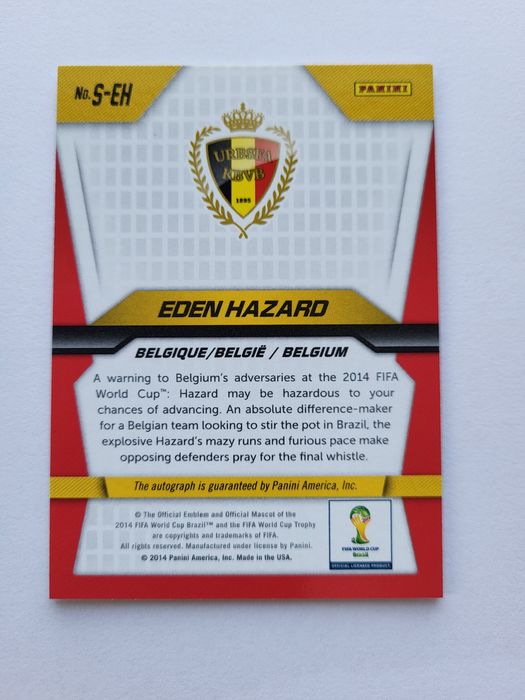 No. S-EH
PANINI
URBSFA
KBVB
1895
EDEN HAZARD
BELGIQUE/BELGIË / BELGIUM
A warning to Belgium's adversaries at the 2014 FIFA
World Cup™: Hazard may be hazardous to your
chances of advancing. An absolute difference-maker
for a Belgian team looking to stir the pot in Brazil, the
explosive Hazard's mazy runs and furious pace make
opposing defenders pray for the final whistle.
The autograph is guaranteed by Panini America, Inc.
© The Official Emblem and Official Mascot of the
2014 FIFA World Cup Brazil™ and the FIFA World Cup Trophy
are copyrights and trademarks of FIFA.
All rights reserved. Manufactured under license by Panini.
© 2014 Panini America, Inc. Made in the USA.
FIFA WORLD CUP
Brasil
OFFICIAL LICENSED PRODUCT